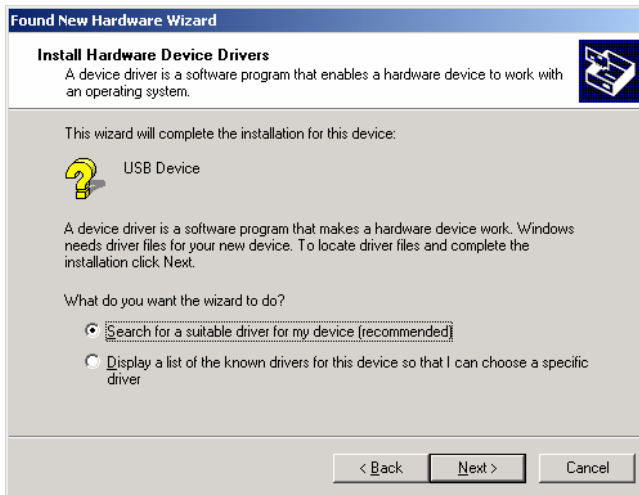 Found New Hardware Wizard
Install Hardware Device Drivers
A device driver is a software program that enables a hardware device to work with
an operating system.
This wizard will complete the installation for this device:
USB Device
A device driver is a software program that makes a hardware device work. Windows
needs driver files for your new device. To locate driver files and complete the
installation click Next.
What do you want the wizard to do?
Search for a suitable driver for my device (recommended)
Display a list of the known drivers for this device so that I can choose a specific
driver
< Back
Next >
Cancel